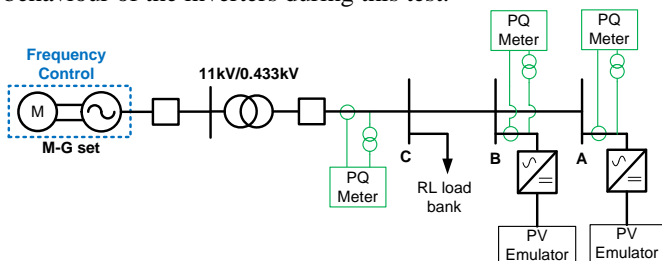 behaviour of the inverters during this test.
Frequency
Control
M
M-G set
11kV/0.433kV
PQ
Meter
C
RL load
bank
PQ
Meter
B
PV
Emulator
PQ
Meter
A
PV
Emulator